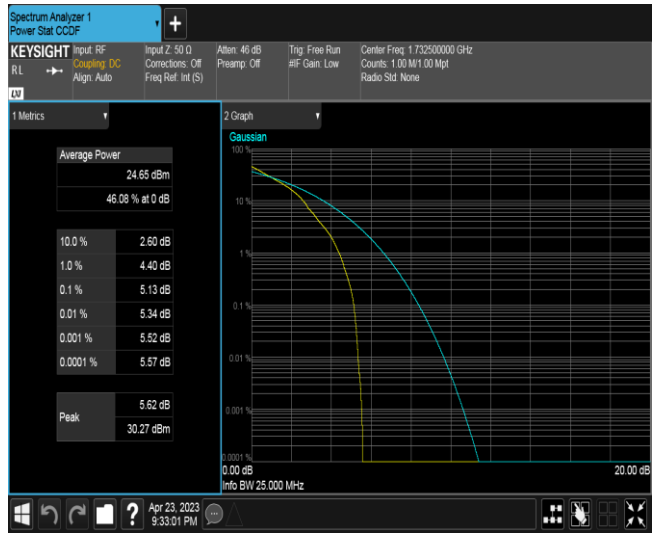 Spectrum Analyzer 1
Power Stat CCDF
+
KEYSIGHT
RL
LXI
Input: RF
Coupling: DC
Align: Auto
Input Z: 50 Ω
Corrections: Off
Freq Ref: Int (S)
Atten: 46 dB
Preamp: Off
Trig: Free Run
#IF Gain: Low
Center Freq: 1.732500000 GHz
Counts: 1.00 M/1.00 Mpt
Radio Std: None
1 Metrics
Average Power
24.65 dBm
46.08 % at 0 dB
10.0 % 2.60 dB
1.0 % 4.40 dB
0.1 % 5.13 dB
0.01 % 5.34 dB
0.001 % 5.52 dB
0.0001 % 5.57 dB
Peak
5.62 dB
30.27 dBm
2 Graph
Gaussian
100 %
10 %
1 %
0.1 %
0.01 %
0.001 %
0.0001 %
0.00 dB
20.00 dB
Info BW 25.000 MHz
?
Apr 23, 2023
9:33:01 PM